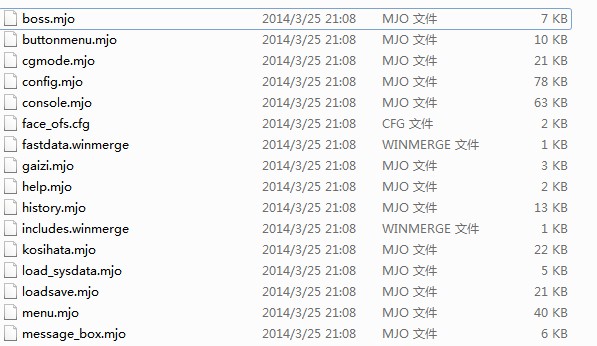 boss.mjo 2014/3/25 21:08 MJO 文件 7 KB
buttonmenu.mjo 2014/3/25 21:08 MJO 文件 10 KB
cgmode.mjo 2014/3/25 21:08 MJO 文件 21 KB
config.mjo 2014/3/25 21:08 MJO 文件 78 KB
console.mjo 2014/3/25 21:08 MJO 文件 63 KB
face_ofs.cfg 2014/3/25 21:08 CFG 文件 2 KB
fastdata.winmerge 2014/3/25 21:08 WINMERGE 文件 1 KB
gaizi.mjo 2014/3/25 21:08 MJO 文件 3 KB
help.mjo 2014/3/25 21:08 MJO 文件 2 KB
history.mjo 2014/3/25 21:08 MJO 文件 13 KB
includes.winmerge 2014/3/25 21:08 WINMERGE 文件 1 KB
kosihata.mjo 2014/3/25 21:08 MJO 文件 22 KB
load_sysdata.mjo 2014/3/25 21:08 MJO 文件 5 KB
loadsave.mjo 2014/3/25 21:08 MJO 文件 21 KB
menu.mjo 2014/3/25 21:08 MJO 文件 40 KB
message_box.mjo 2014/3/25 21:08 MJO 文件 6 KB